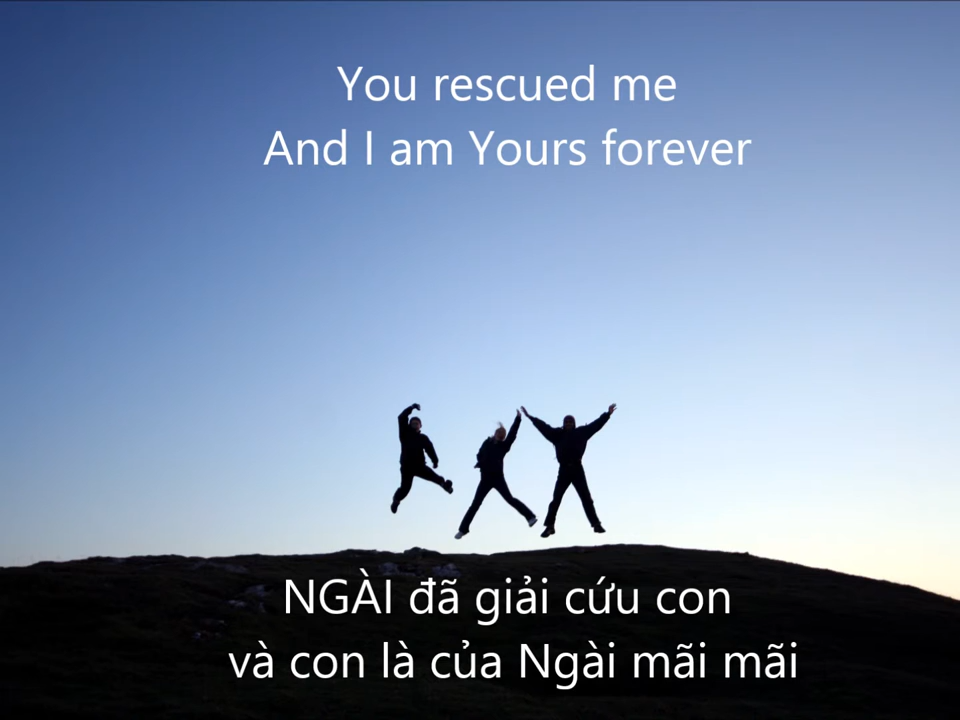 You rescued me
And I am Yours forever
NGÀI đã giải cứu con
và con là của Ngài mãi mãi